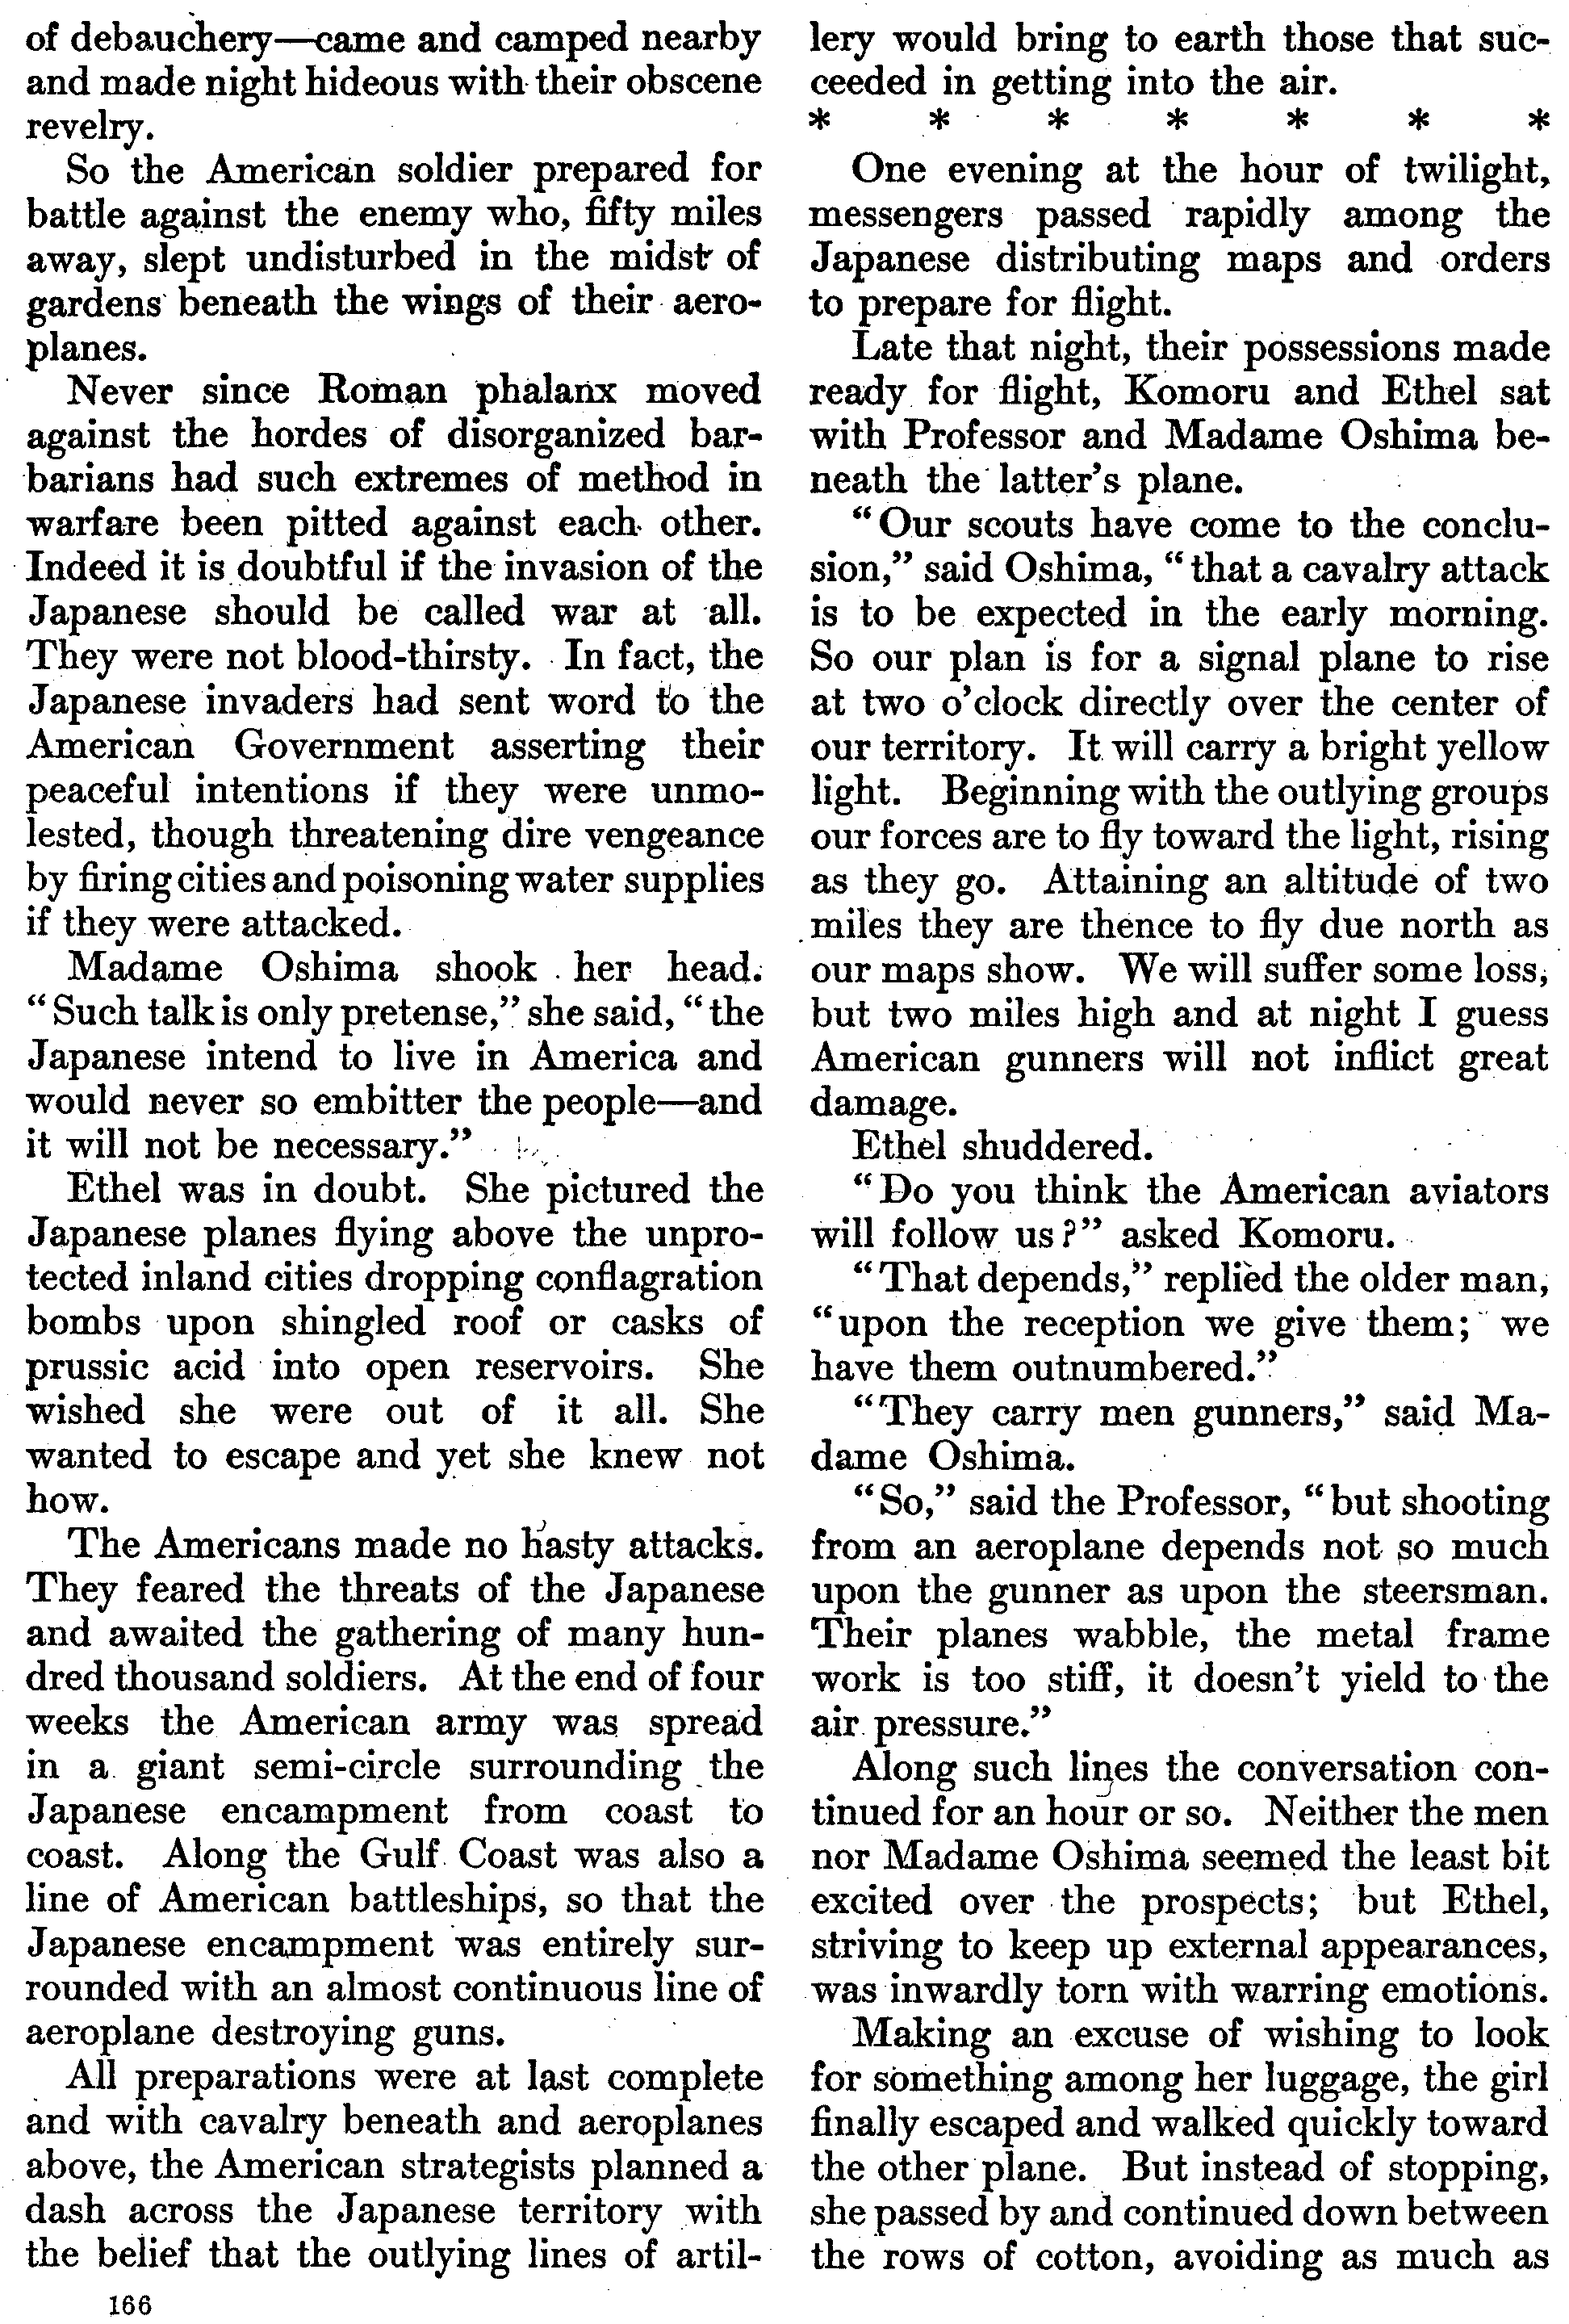 of debauchery—came and camped nearby
and made night hideous with their obscene
revelry.
So the American soldier prepared for
battle against the enemy who, fifty miles
away, slept undisturbed in the midst of
gardens beneath the wings of their aero-
planes.
Never since Roman phalanx moved
against the hordes of disorganized bar-
barians had such extremes of method in
warfare been pitted against each other.
Indeed it is doubtful if the invasion of the
Japanese should be called war at all.
They were not blood-thirsty. In fact, the
Japanese invaders had sent word to the
American Government asserting their
peaceful intentions if they were unmo-
lested, though threatening dire vengeance
by firing cities and poisoning water supplies
if they were attacked.
Madame Oshima shook her head.
"Such talk is only pretense," she said, "the
Japanese intend to live in America and
would never so embitter the people—and
it will not be necessary."
Ethel was in doubt. She pictured the
Japanese planes flying above the unpro-
tected inland cities dropping conflagration
bombs upon shingled roof or casks of
prussic acid into open reservoirs. She
wished she were out of it all. She
wanted to escape and yet she knew not
how.
The Americans made no hasty attacks.
They feared the threats of the Japanese
and awaited the gathering of many hun-
dred thousand soldiers. At the end of four
weeks the American army was spread
in a giant semi-circle surrounding the
Japanese encampment from coast to
coast. Along the Gulf Coast was also a
line of American battleships, so that the
Japanese encampment was entirely sur-
rounded with an almost continuous line of
aeroplane destroying guns.
All preparations were at last complete
and with cavalry beneath and aeroplanes
above, the American strategists planned a
dash across the Japanese territory with
the belief that the outlying lines of artil-
166
lery would bring to earth those that suc-
ceeded in getting into the air.
* * * * * * *
One evening at the hour of twilight,
messengers passed rapidly among the
Japanese distributing maps and orders
to prepare for flight.
Late that night, their possessions made
ready for flight, Komoru and Ethel sat
with Professor and Madame Oshima be-
neath the latter's plane.
"Our scouts have come to the conclu-
sion," said Oshima, "that a cavalry attack
is to be expected in the early morning.
So our plan is for a signal plane to rise
at two o'clock directly over the center of
our territory. It will carry a bright yellow
light. Beginning with the outlying groups
our forces are to fly toward the light, rising
as they go. Attaining an altitude of two
miles they are thence to fly due north as
our maps show. We will suffer some loss,
but two miles high and at night I guess
American gunners will not inflict great
damage.
Ethel shuddered.
"Do you think the American aviators
will follow us?" asked Komoru.
"That depends," replied the older man,
"upon the reception we give them; we
have them outnumbered."
"They carry men gunners," said Ma-
dame Oshima.
"So," said the Professor, "but shooting
from an aeroplane depends not so much
upon the gunner as upon the steersman.
Their planes wabble, the metal frame
work is too stiff, it doesn't yield to the
air pressure."
Along such lines the conversation con-
tinued for an hour or so. Neither the men
nor Madame Oshima seemed the least bit
excited over the prospects; but Ethel,
striving to keep up external appearances,
was inwardly torn with warring emotions.
Making an excuse of wishing to look
for something among her luggage, the girl
finally escaped and walked quickly toward
the other plane. But instead of stopping,
she passed by and continued down between
the rows of cotton, avoiding as much as